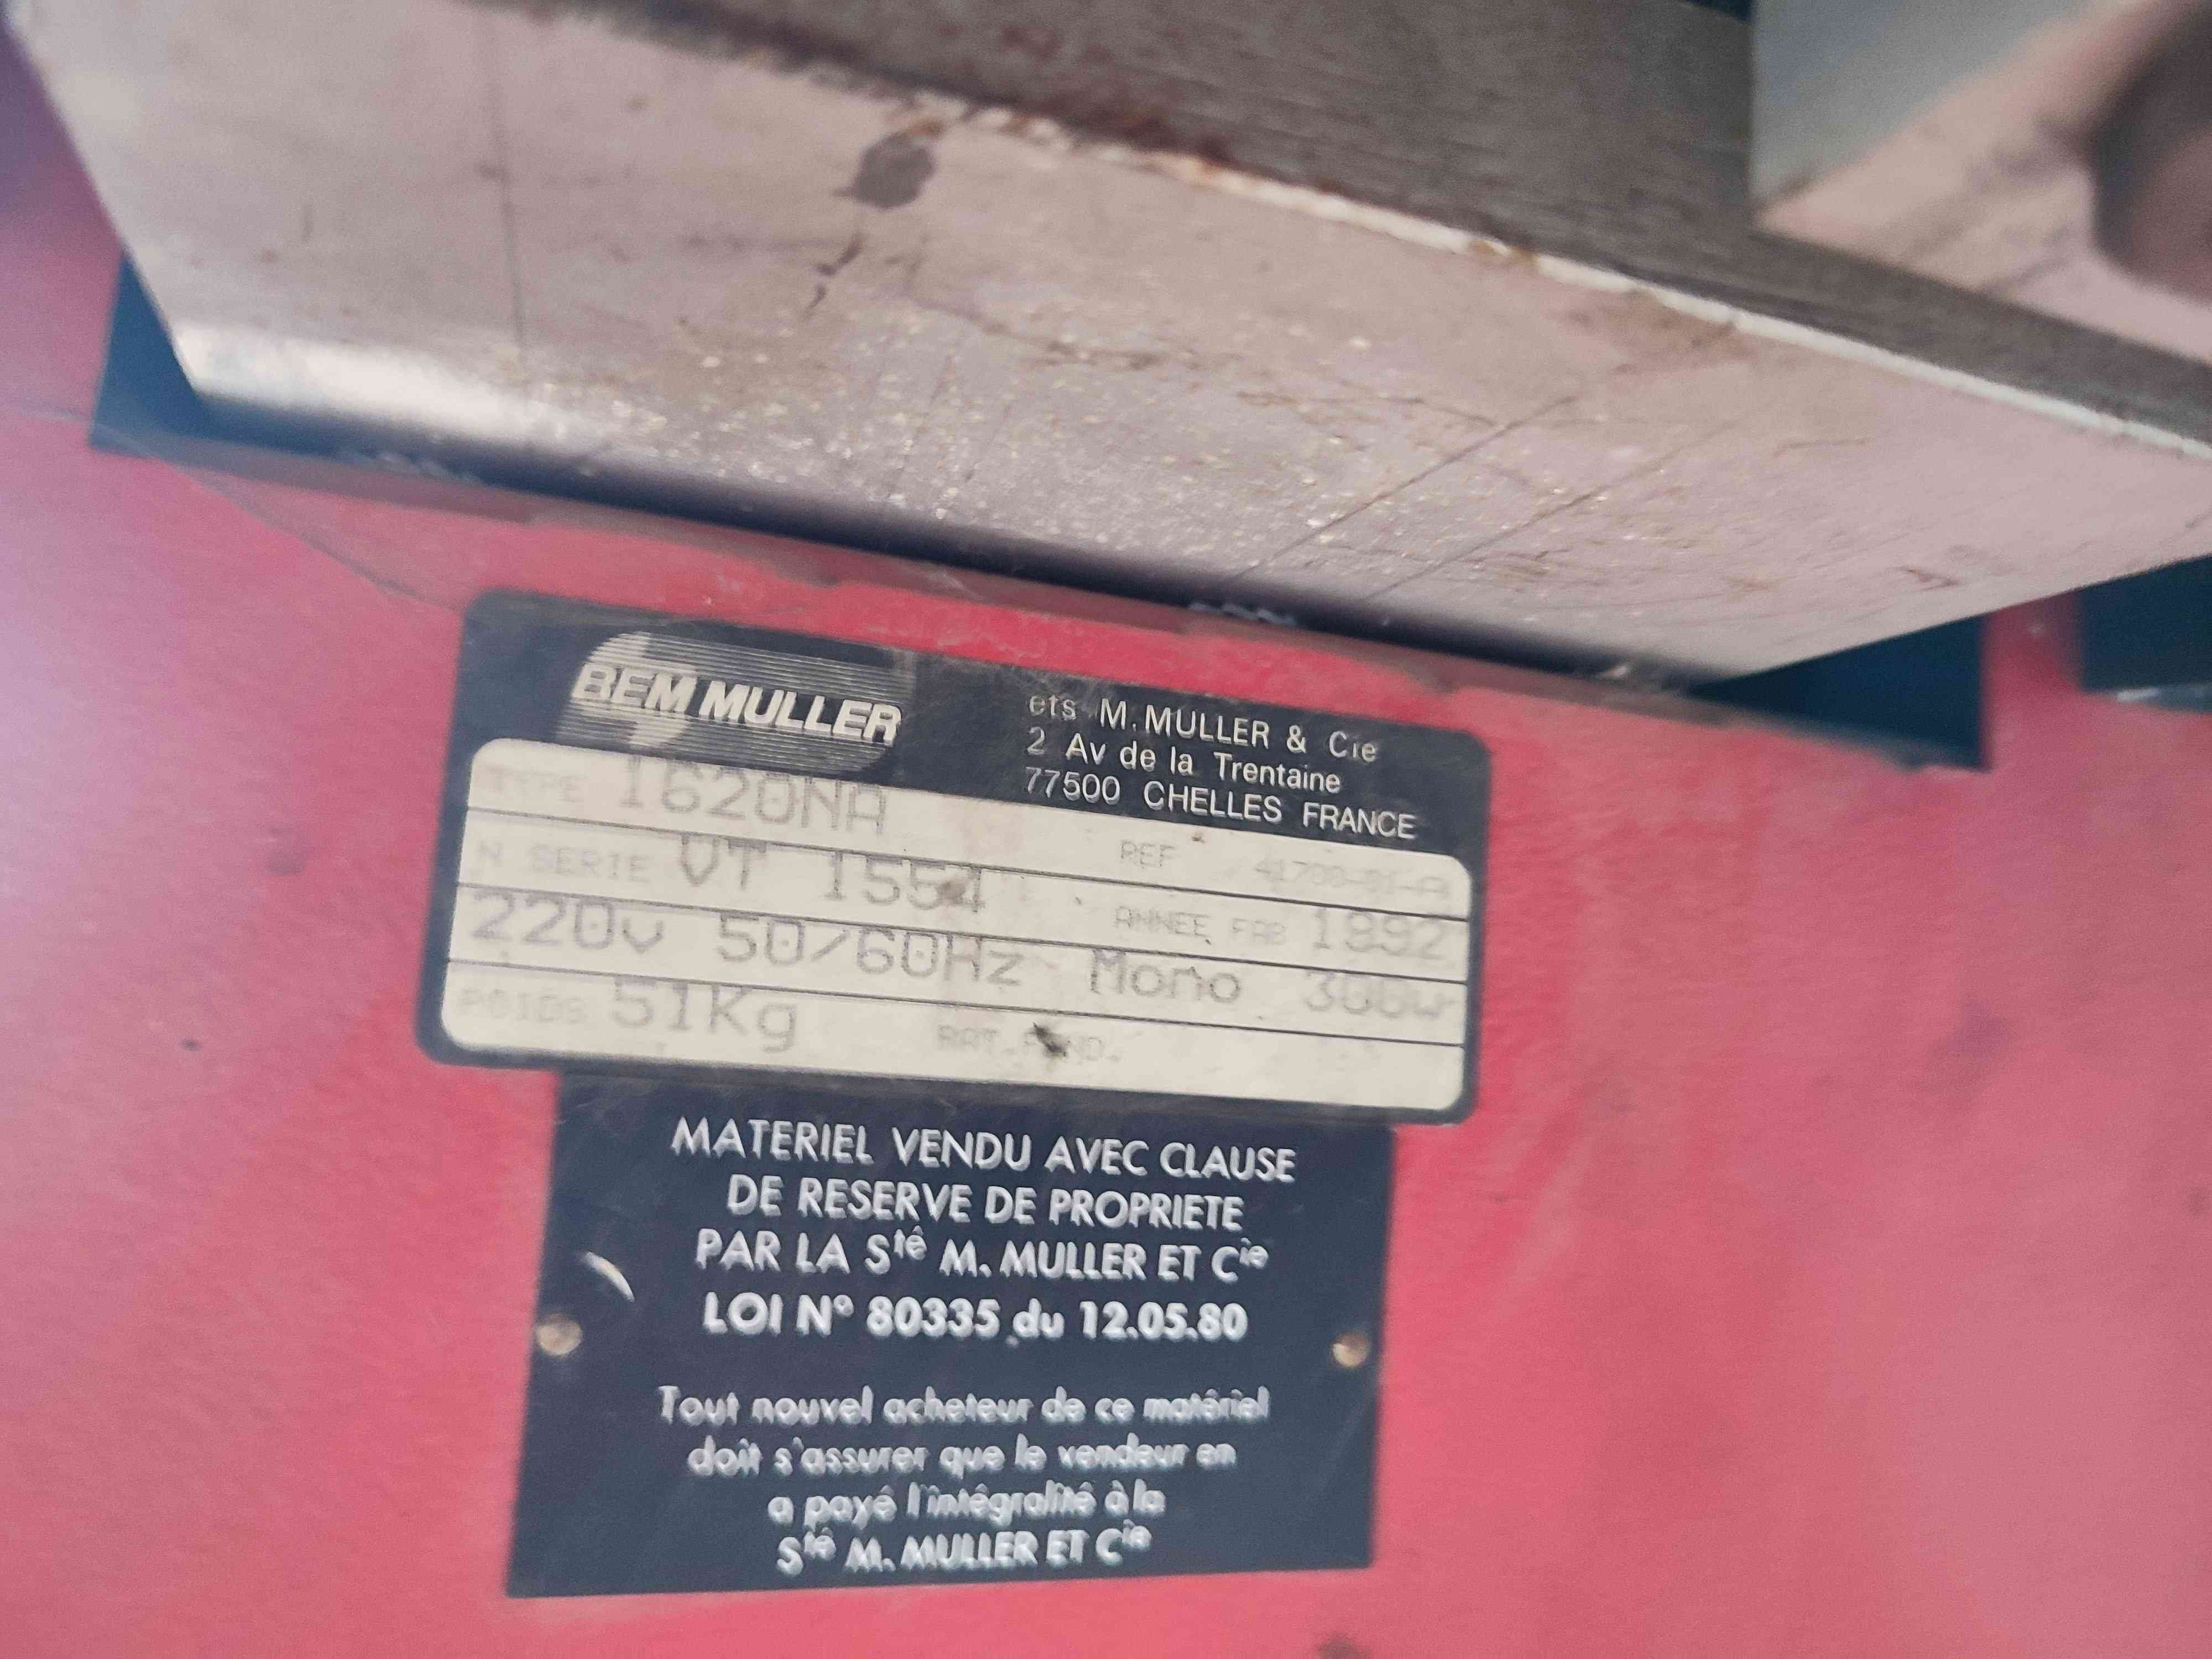 BEM MULLER
ets M. MULLER & Cie
2 Av de la Trentaine
77500 CHELLES FRANCE
TYPE 1620NA
REF
N SERIE VT 1554
ANNEE FAB 1992
220v 50/60Hz Mono 300w
POIDS 51Kg
MATERIEL VENDU AVEC CLAUSE
DE RESERVE DE PROPRIETE
PAR LA Sté M. MULLER ET Cie
LOI N° 80335 du 12.05.80
Tout nouvel acheteur de ce matériel
doit s'assurer que le vendeur en
a payé l'intégralité à la
Sté M. MULLER ET Cie